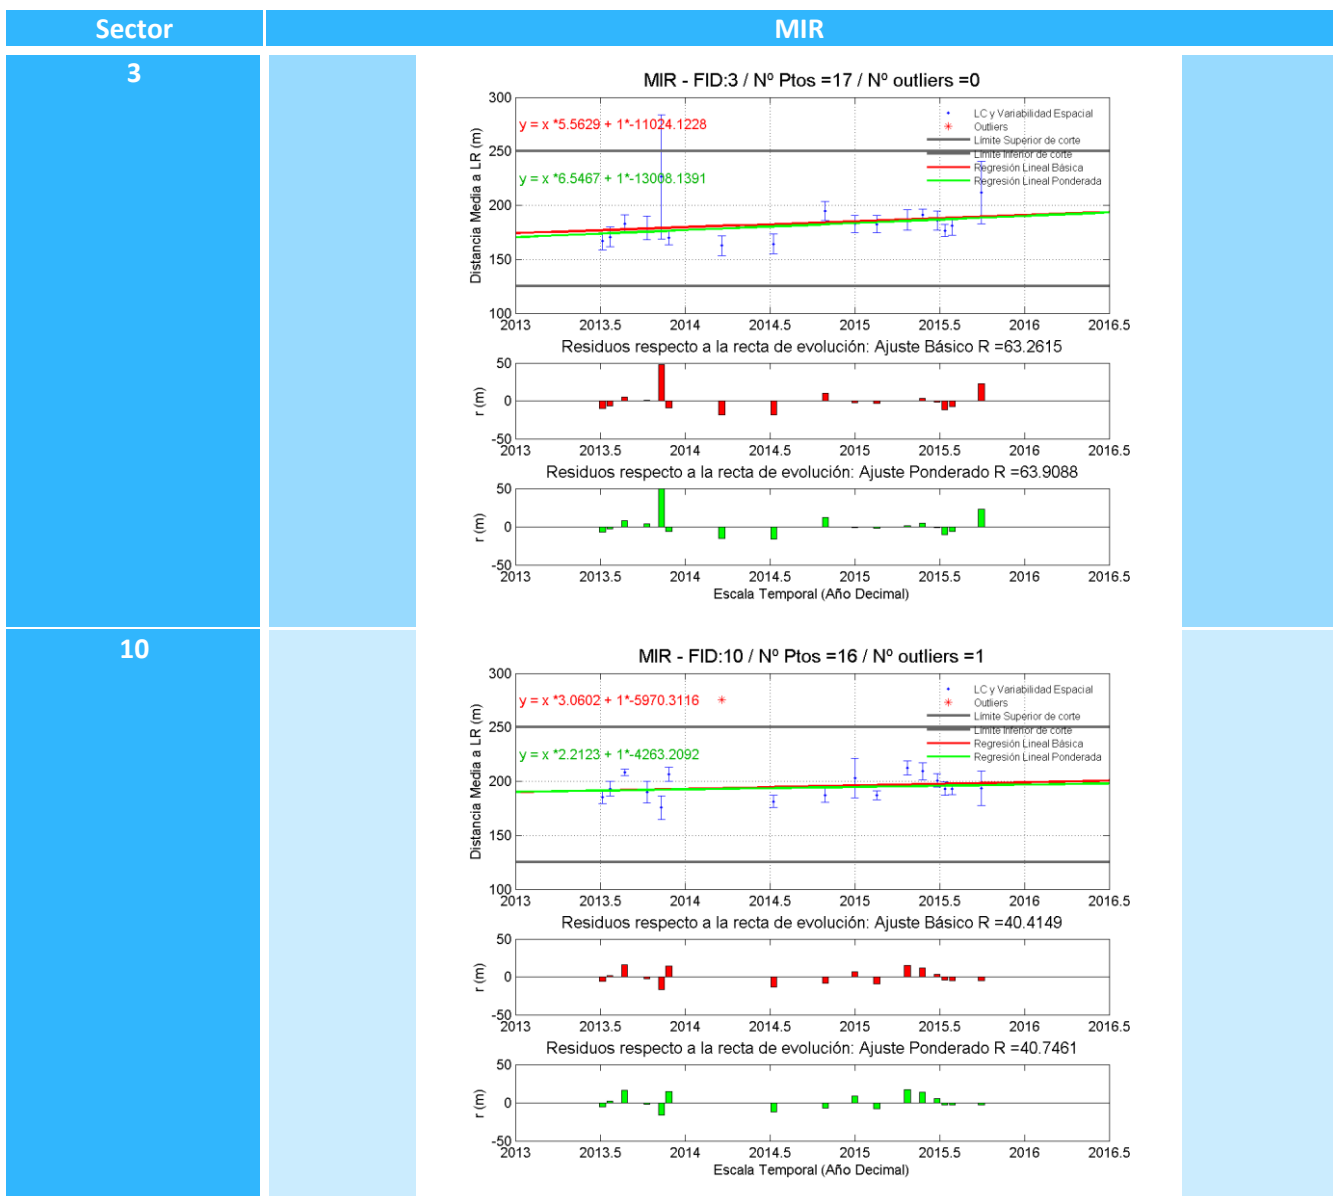 Sector MIR
3
MIR - FID:3 / Nº Ptos =17 / Nº outliers =0
300
250
200
150
100
Distancia Media a LR (m)
y = x *5.5629 + 1*-11024.1228
y = x *6.5467 + 1*-13008.1391
LC y Variabilidad Espacial
Outliers
Límite Superior de corte
Límite Inferior de corte
Regresión Lineal Básica
Regresión Lineal Ponderada
2013 2013.5 2014 2014.5 2015 2015.5 2016 2016.5
Residuos respecto a la recta de evolución: Ajuste Básico R =63.2615
50
0
-50
r (m)
2013 2013.5 2014 2014.5 2015 2015.5 2016 2016.5
Residuos respecto a la recta de evolución: Ajuste Ponderado R =63.9088
50
0
-50
r (m)
2013 2013.5 2014 2014.5 2015 2015.5 2016 2016.5
Escala Temporal (Año Decimal)
10
MIR - FID:10 / Nº Ptos =16 / Nº outliers =1
300
250
200
150
100
Distancia Media a LR (m)
y = x *3.0602 + 1*-5970.3116
y = x *2.2123 + 1*-4263.2092
LC y Variabilidad Espacial
Outliers
Límite Superior de corte
Límite Inferior de corte
Regresión Lineal Básica
Regresión Lineal Ponderada
2013 2013.5 2014 2014.5 2015 2015.5 2016 2016.5
Residuos respecto a la recta de evolución: Ajuste Básico R =40.4149
50
0
-50
r (m)
2013 2013.5 2014 2014.5 2015 2015.5 2016 2016.5
Residuos respecto a la recta de evolución: Ajuste Ponderado R =40.7461
50
0
-50
r (m)
2013 2013.5 2014 2014.5 2015 2015.5 2016 2016.5
Escala Temporal (Año Decimal)